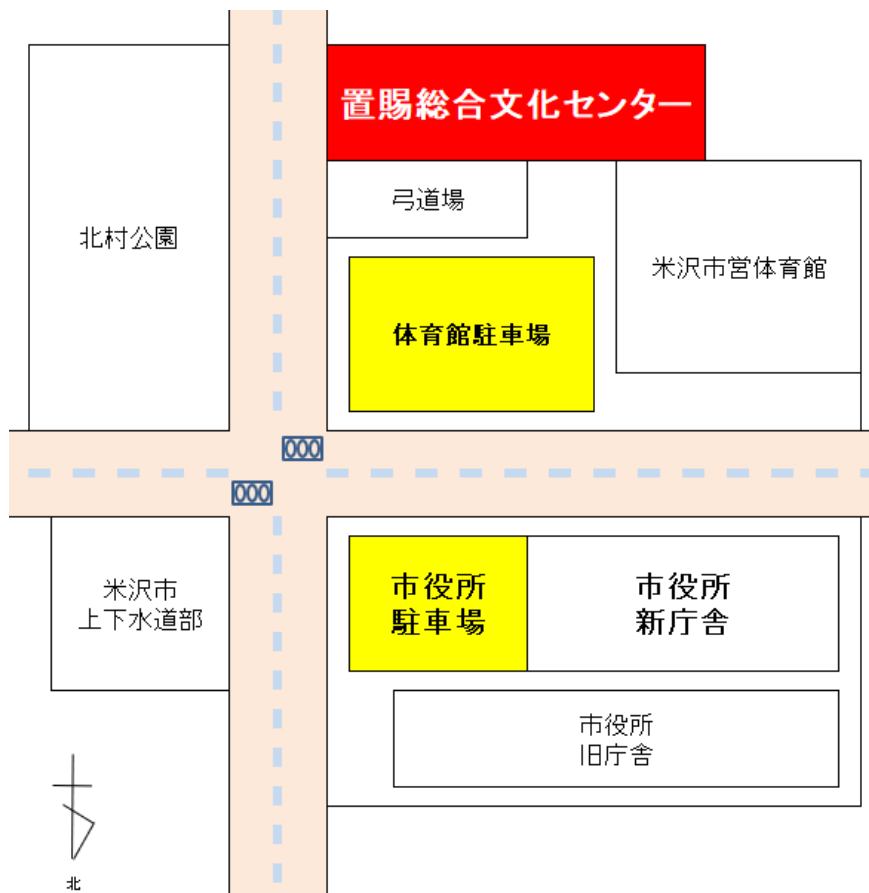 置賜総合文化センター
弓道場
北村公園
米沢市営体育館
体育館駐車場
米沢市
上下水道部
市役所
駐車場
市役所
新庁舎
市役所
旧庁舎
北